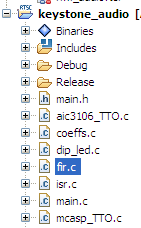 keystone_audio [
Binaries
Includes
Debug
Release
main.h
aic3106_TTO.c
coeffs.c
dip_led.c
fir.c
isr.c
main.c
mcasp_TTO.c